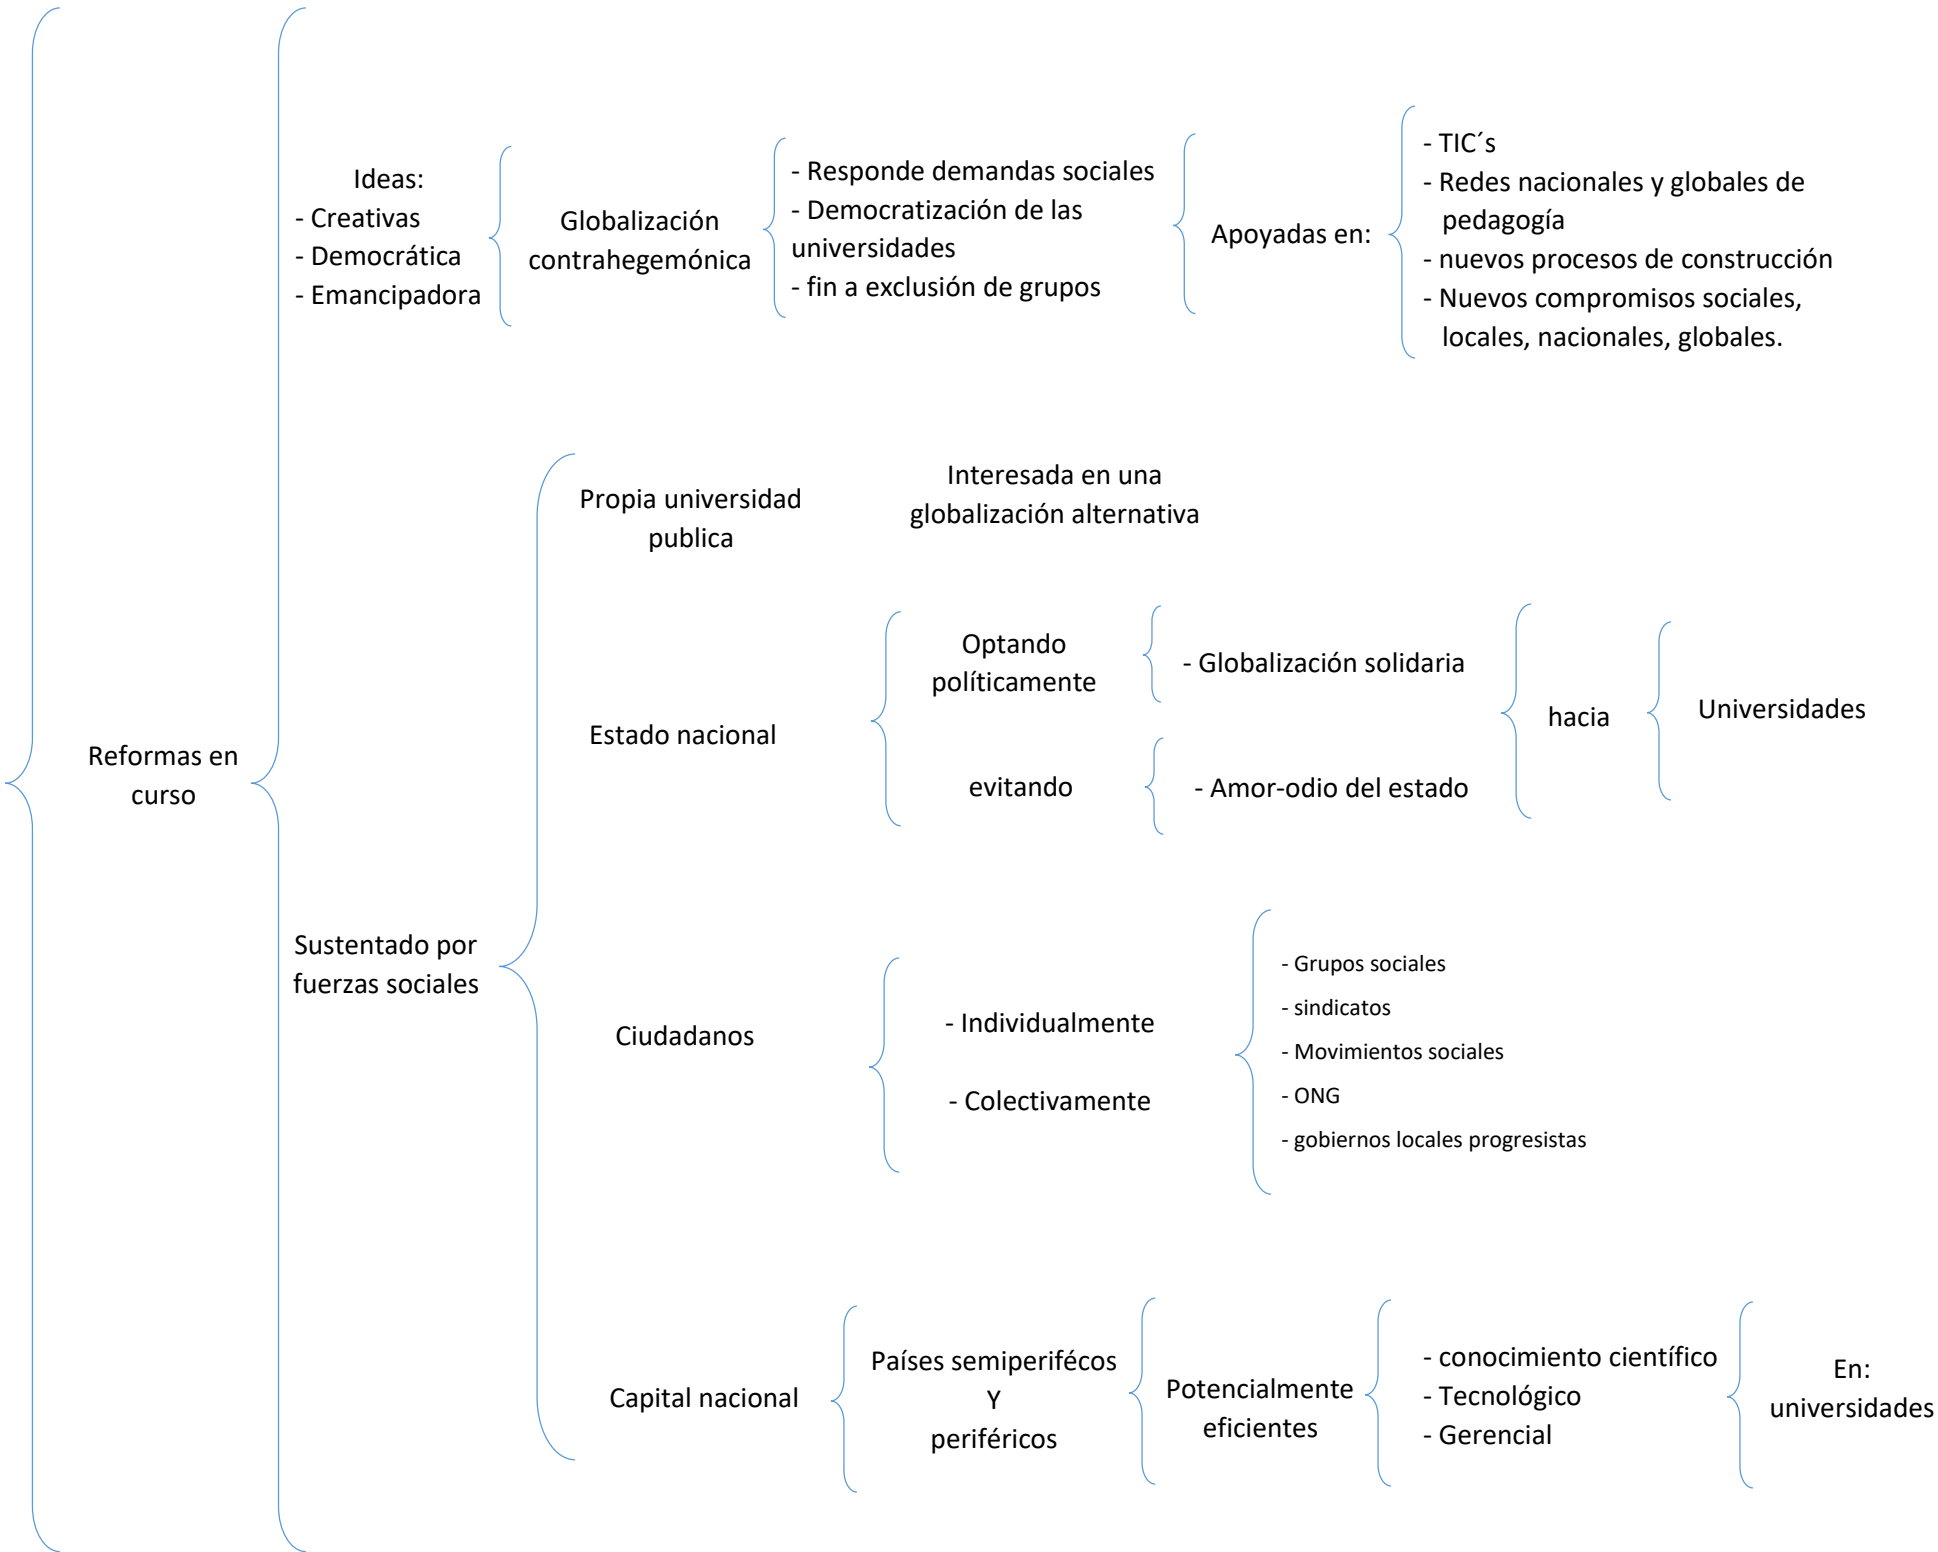 Reformas en
curso
Ideas:
- Creativas
- Democrática
- Emancipadora
Globalización
contrahegemónica
- Responde demandas sociales
- Democratización de las
universidades
- fin a exclusión de grupos
Apoyadas en:
- TIC´s
- Redes nacionales y globales de
pedagogía
- nuevos procesos de construcción
- Nuevos compromisos sociales,
locales, nacionales, globales.
Sustentado por
fuerzas sociales
Propia universidad
publica
Interesada en una
globalización alternativa
Estado nacional
Optando
políticamente
- Globalización solidaria
evitando
- Amor-odio del estado
hacia
Universidades
Ciudadanos
- Individualmente
- Colectivamente
- Grupos sociales
- sindicatos
- Movimientos sociales
- ONG
- gobiernos locales progresistas
Capital nacional
Países semiperifécos
Y
periféricos
Potencialmente
eficientes
- conocimiento científico
- Tecnológico
- Gerencial
En:
universidades